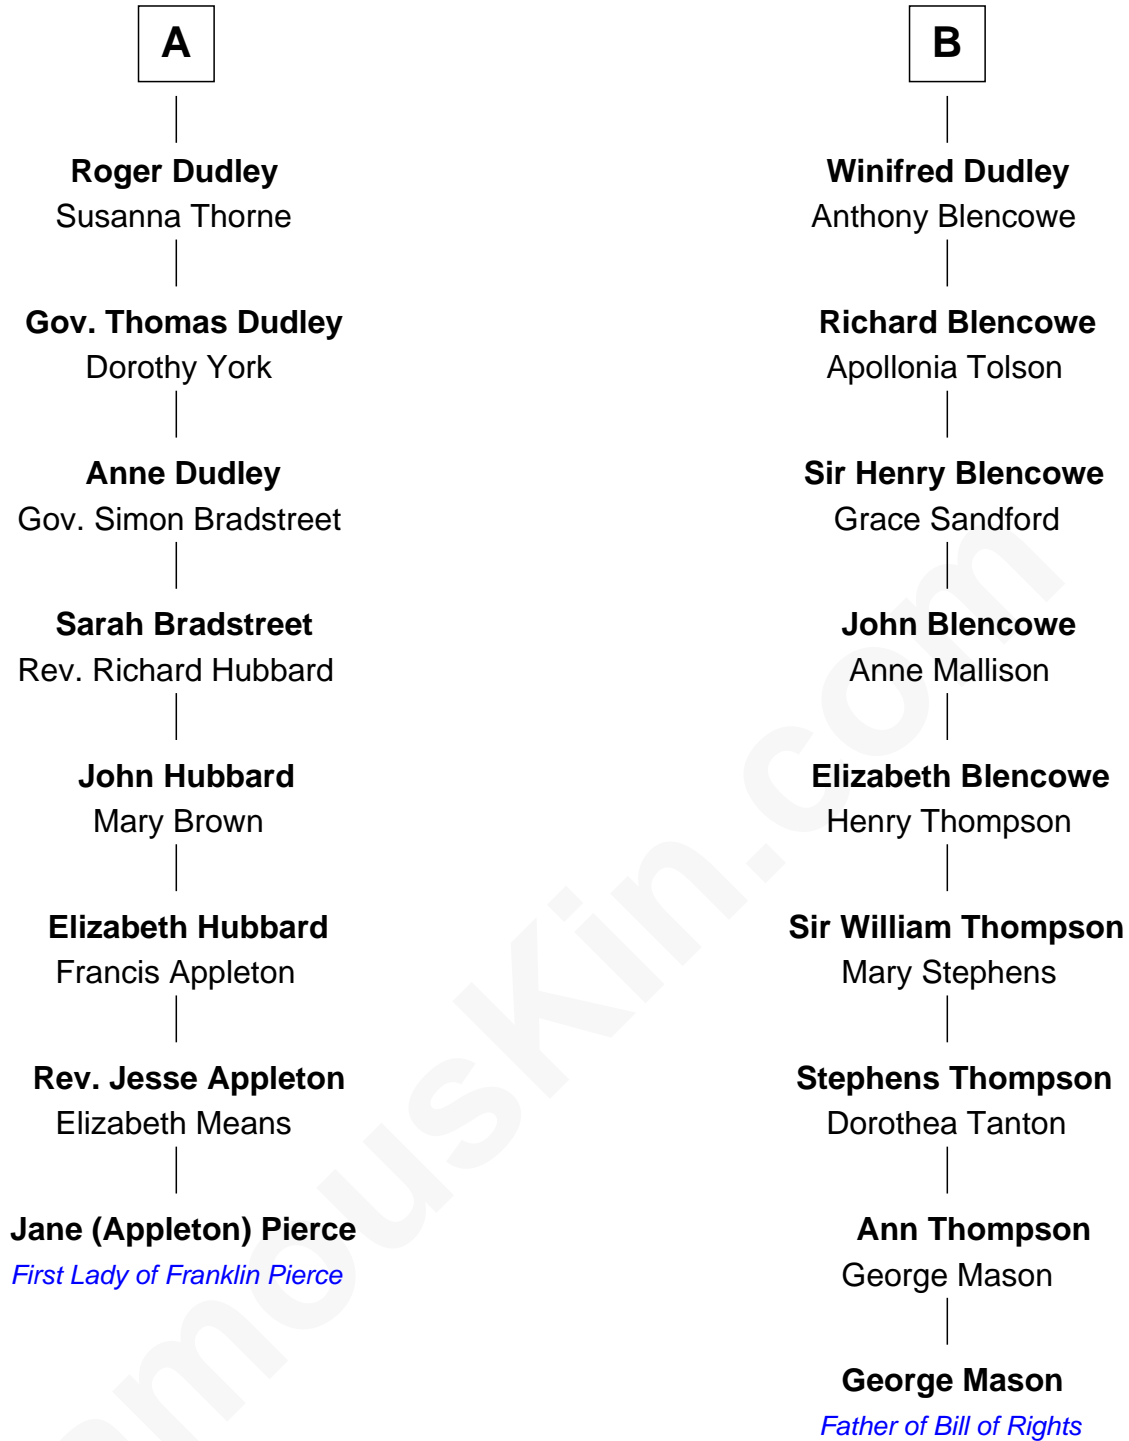 A
Roger Dudley
Susanna Thorne
Gov. Thomas Dudley
Dorothy York
Anne Dudley
Gov. Simon Bradstreet
Sarah Bradstreet
Rev. Richard Hubbard
John Hubbard
Mary Brown
Elizabeth Hubbard
Francis Appleton
Rev. Jesse Appleton
Elizabeth Means
Jane (Appleton) Pierce
First Lady of Franklin Pierce
B
Winifred Dudley
Anthony Blencowe
Richard Blencowe
Apollonia Tolson
Sir Henry Blencowe
Grace Sandford
John Blencowe
Anne Mallison
Elizabeth Blencowe
Henry Thompson
Sir William Thompson
Mary Stephens
Stephens Thompson
Dorothea Tanton
Ann Thompson
George Mason
George Mason
Father of Bill of Rights
amousKin.com